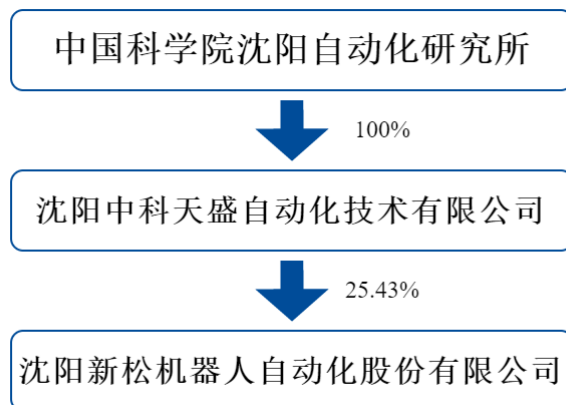 中国科学院沈阳自动化研究所
100%
沈阳中科天盛自动化技术有限公司
25.43%
沈阳新松机器人自动化股份有限公司